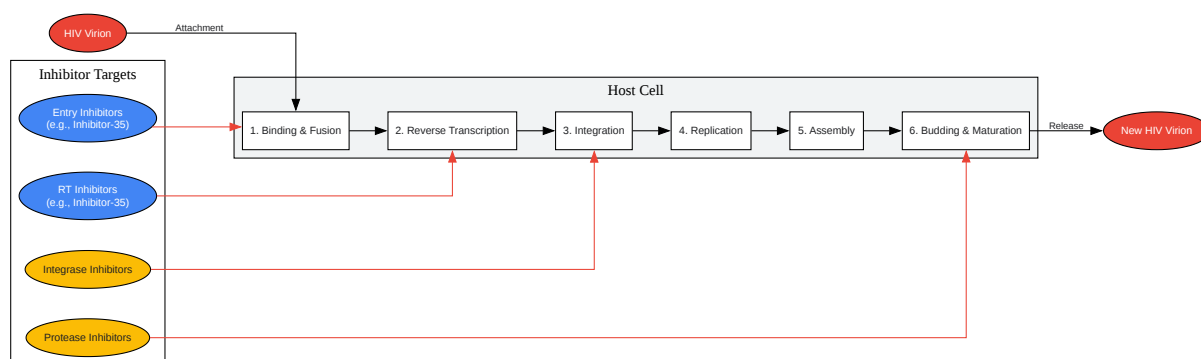 HIV Virion
Attachment
Inhibitor Targets
Host Cell
Entry Inhibitors
(e.g., Inhibitor-35)
1. Binding & Fusion
2. Reverse Transcription
3. Integration
4. Replication
5. Assembly
6. Budding & Maturation
Release
New HIV Virion
RT Inhibitors
(e.g., Inhibitor-35)
Integrase Inhibitors
Protease Inhibitors